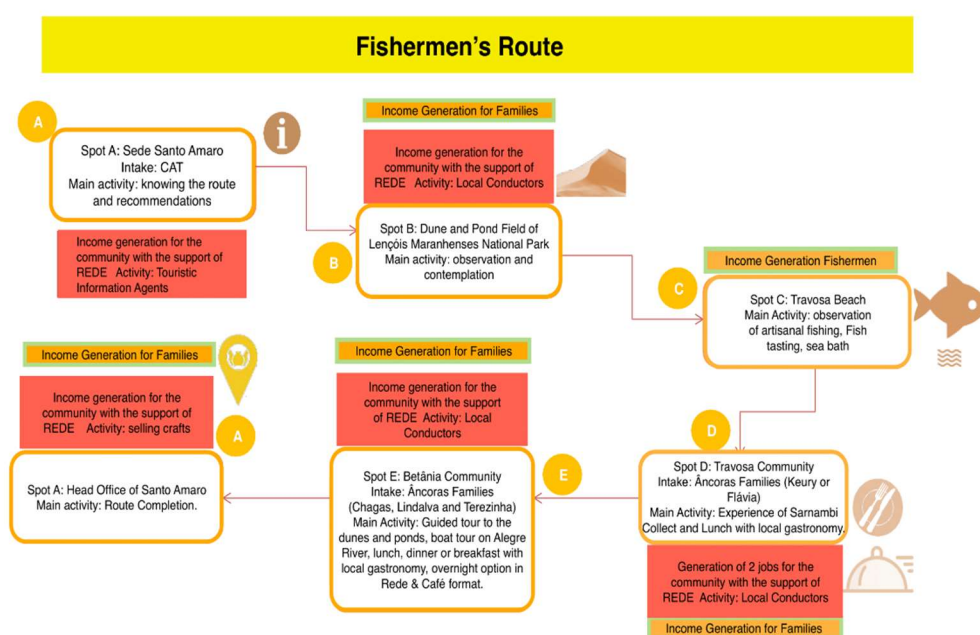 Fishermen's Route
A
Spot A: Sede Santo Amaro
Intake: CAT
Main activity: knowing the route
and recommendations
i
Income generation for the
community with the support of
REDE Activity: Touristic
Information Agents
Income Generation for Families
Income generation for the
community with the support of
REDE Activity: Local Conductors
B
Spot B: Dune and Pond Field of
Lençóis Maranhenses National Park
Main activity: observation and
contemplation
Income Generation Fishermen
C
Spot C: Travosa Beach
Main Activity: observation
of artisanal fishing, Fish
tasting, sea bath
D
Spot D: Travosa Community
Intake: Âncoras Families (Keury or
Flávia)
Main Activity: Experience of Sarnambi
Collect and Lunch with local gastronomy.
Generation of 2 jobs for the
community with the support of
REDE Activity: Local Conductors
Income Generation for Families
Income Generation for Families
Income generation for the
community with the support
of REDE Activity: Local
Conductors
E
Spot E: Betânia Community
Intake: Âncoras Families
(Chagas, Lindalva and Terezinha)
Main Activity: Guided tour to the
dunes and ponds, boat tour on Alegre
River, lunch, dinner or breakfast with
local gastronomy, overnight option in
Rede & Café format.
Income Generation for Families
Income generation for the
community with the support of
REDE Activity: selling crafts
A
Spot A: Head Office of Santo Amaro
Main activity: Route Completion.